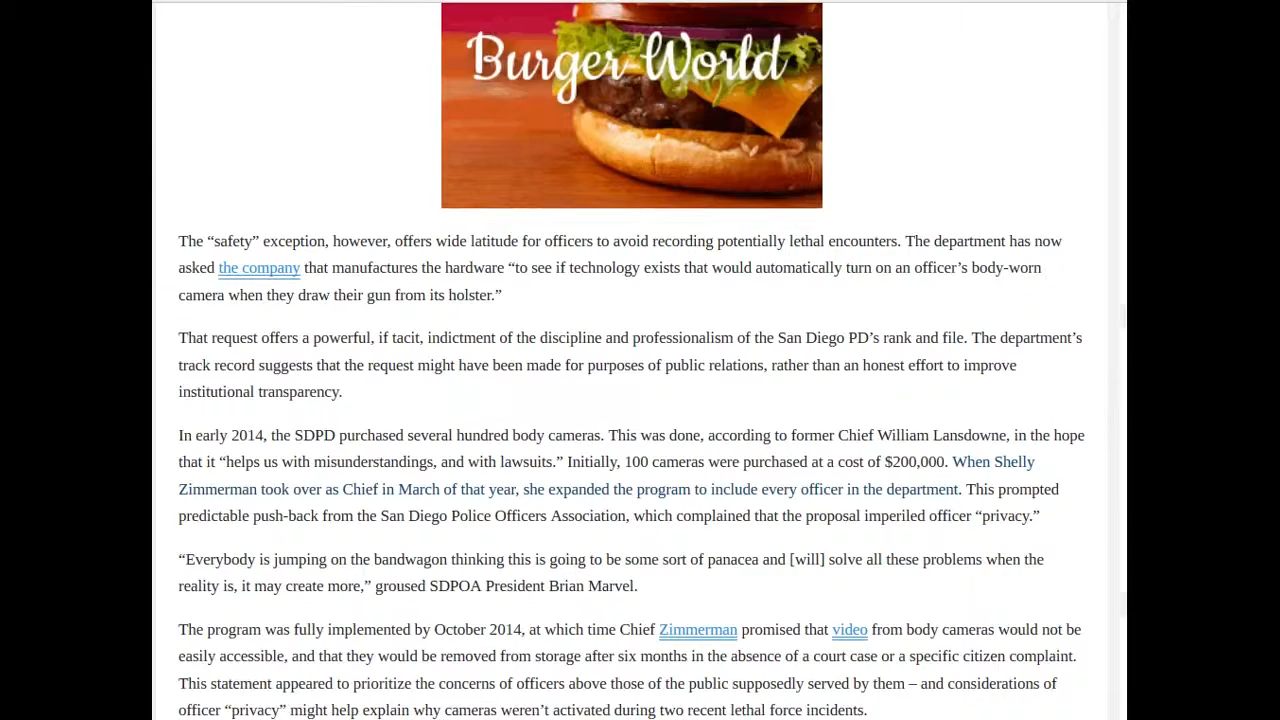 Burger World
The “safety” exception, however, offers wide latitude for officers to avoid recording potentially lethal encounters. The department has now
asked the company that manufactures the hardware “to see if technology exists that would automatically turn on an officer’s body-worn
camera when they draw their gun from its holster.”
That request offers a powerful, if tacit, indictment of the discipline and professionalism of the San Diego PD’s rank and file. The department’s
track record suggests that the request might have been made for purposes of public relations, rather than an honest effort to improve
institutional transparency.
In early 2014, the SDPD purchased several hundred body cameras. This was done, according to former Chief William Lansdowne, in the hope
that it “helps us with misunderstandings, and with lawsuits.” Initially, 100 cameras were purchased at a cost of $200,000. When Shelly
Zimmerman took over as Chief in March of that year, she expanded the program to include every officer in the department. This prompted
predictable push-back from the San Diego Police Officers Association, which complained that the proposal imperiled officer “privacy.”
“Everybody is jumping on the bandwagon thinking this is going to be some sort of panacea and [will] solve all these problems when the
reality is, it may create more,” groused SDPOA President Brian Marvel.
The program was fully implemented by October 2014, at which time Chief Zimmerman promised that video from body cameras would not be
easily accessible, and that they would be removed from storage after six months in the absence of a court case or a specific citizen complaint.
This statement appeared to prioritize the concerns of officers above those of the public supposedly served by them – and considerations of
officer “privacy” might help explain why cameras weren’t activated during two recent lethal force incidents.